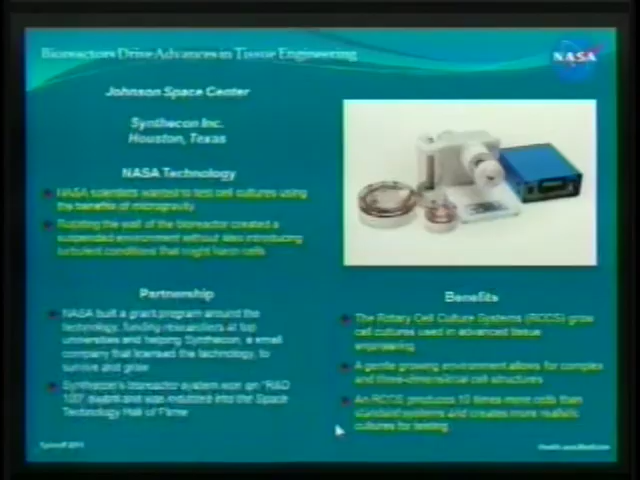 Bioreactors Drive Advances in Tissue Engineering
NASA
Johnson Space Center
Synthecon Inc.
Houston, Texas
NASA Technology
NASA scientists wanted to test cell cultures using
the benefits of microgravity
Rotating the wall of the bioreactor created a
suspended environment without also introducing
turbulent conditions that might harm cells
Partnership
NASA built a grant program around the
technology, funding researchers at top
universities and helping Synthecon, a small
company that licensed the technology, to
survive and grow
Synthecon's bioreactor system won an "R&D
100" award and was inducted into the Space
Technology Hall of Fame
Benefits
The Rotary Cell Culture Systems (RCCS) grow
cell cultures used in advanced tissue
engineering
A gentle growing environment allows for complex
and three-dimensional cell structures
An RCCS produces 10 times more cells than
standard systems and creates more realistic
cultures for testing
Spinoff 2011
Health and Medicine